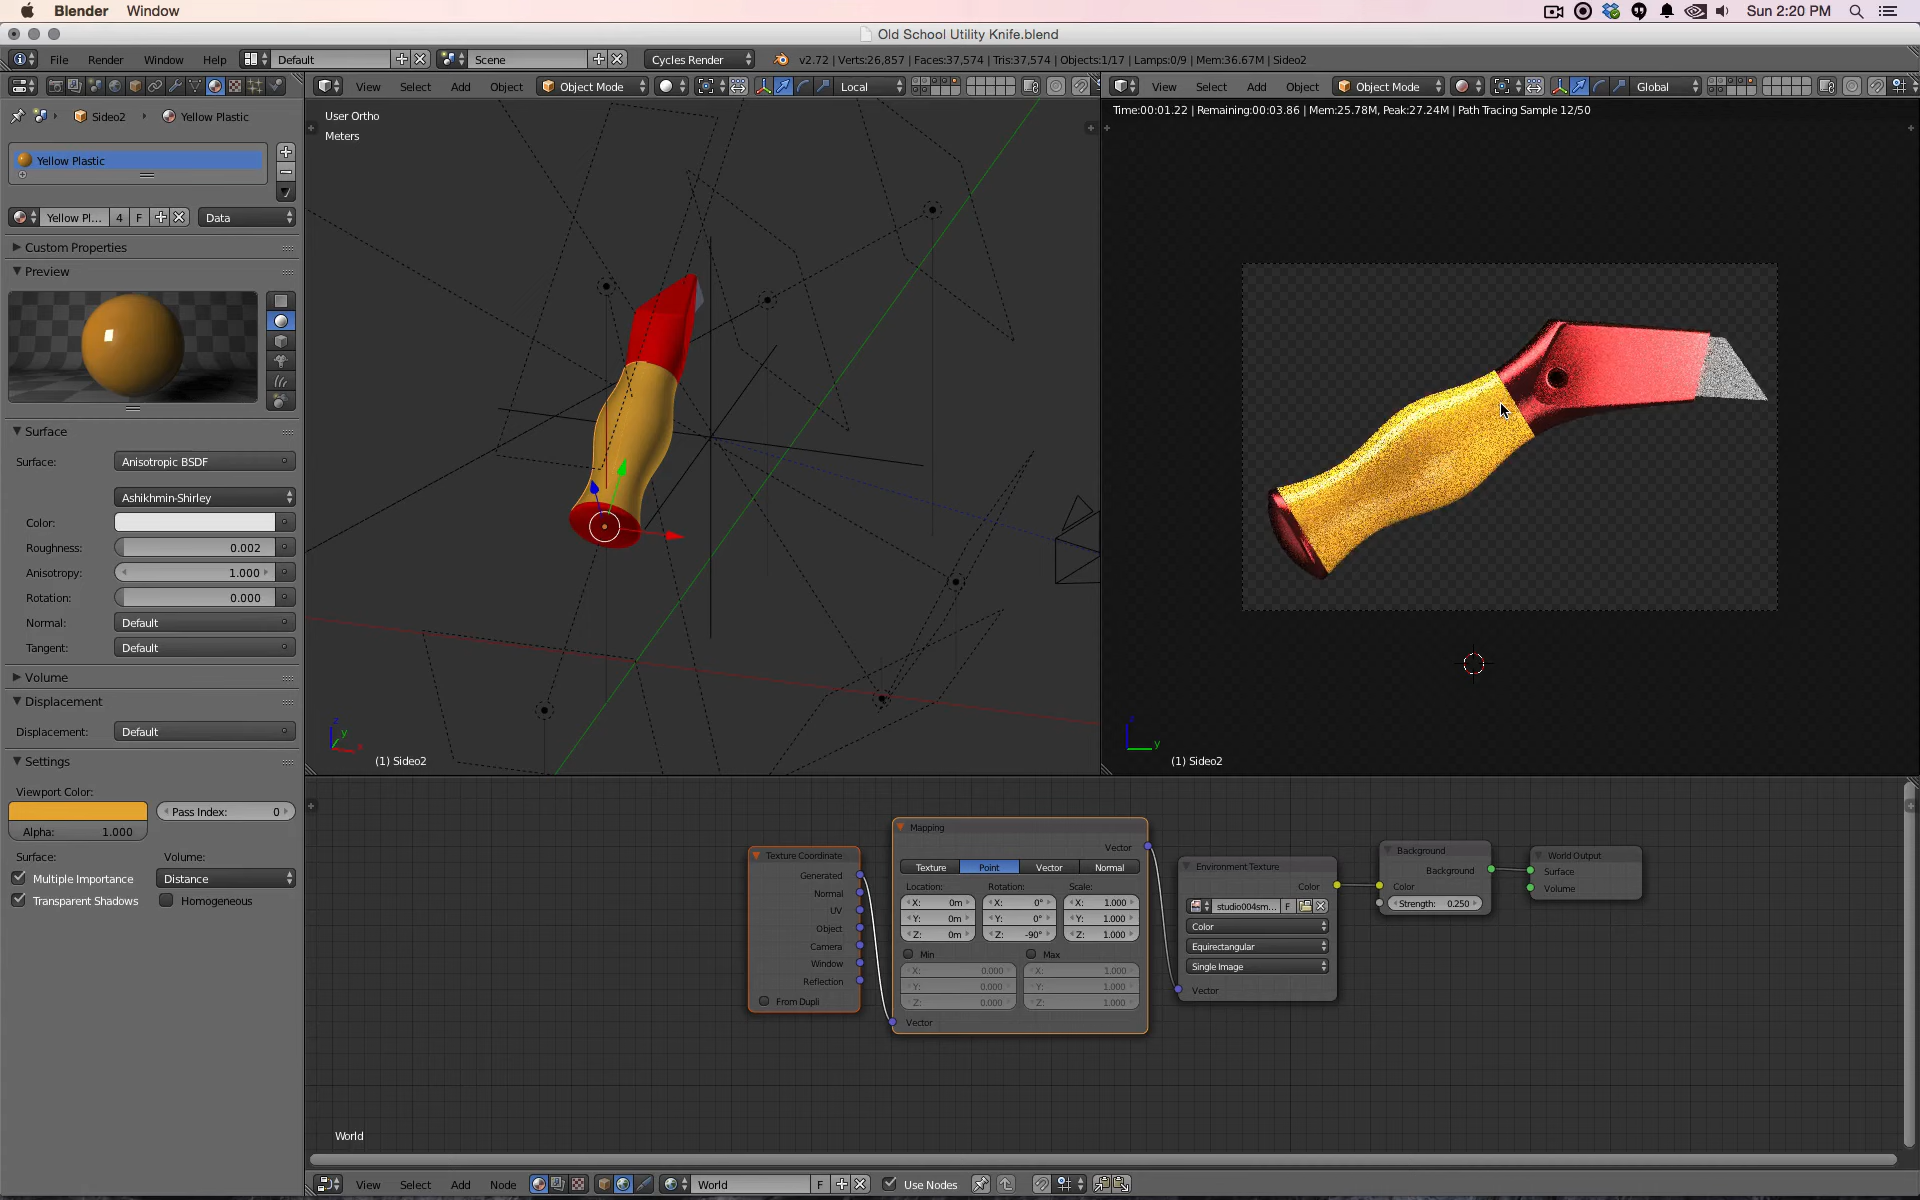 Blender Window Sun 2:20 PM
Old School Utility Knife.blend
File Render Window Help Default Scene Cycles Render v2.72 | Verts:26,857 | Faces:37,574 | Tris:37,574 | Objects:1/17 | Lamps:0/9 | Mem:36.67M | Sideo2
View Select Add Object Object Mode Local
View Select Add Object Object Mode Global
Sideo2 Yellow Plastic
Yellow Plastic
Yellow Pl... 4 F Data
Custom Properties
Preview
Surface
Surface: Anisotropic BSDF
Ashikhmin-Shirley
Color:
Roughness: 0.002
Anisotropy: 1.000
Rotation: 0.000
Normal: Default
Tangent: Default
Volume
Displacement
Displacement: Default
Settings
Viewport Color:
Pass Index: 0
Alpha: 1.000
Surface: Volume:
Multiple Importance Distance
Transparent Shadows Homogeneous
User Ortho
Meters
z
y
x
(1) Sideo2
Time:00:01.22 | Remaining:00:03.86 | Mem:25.78M, Peak:27.24M | Path Tracing Sample 12/50
y
(1) Sideo2
Texture Coordinate
Generated
Normal
UV
Object
Camera
Window
Reflection
From Dupli
Mapping
Vector
Texture Point Vector Normal
Location: Rotation: Scale:
X: 0m X: 0° X: 1.000
Y: 0m Y: 0° Y: 1.000
Z: 0m Z: -90° Z: 1.000
Min Max
X: 0.000 X: 1.000
Y: 0.000 Y: 1.000
Z: 0.000 Z: 1.000
Vector
Environment Texture
Color
studio004sm... F
Color
Equirectangular
Single Image
Vector
Background
Background
Color
Strength: 0.250
World Output
Surface
Volume
World
View Select Add Node World F Use Nodes